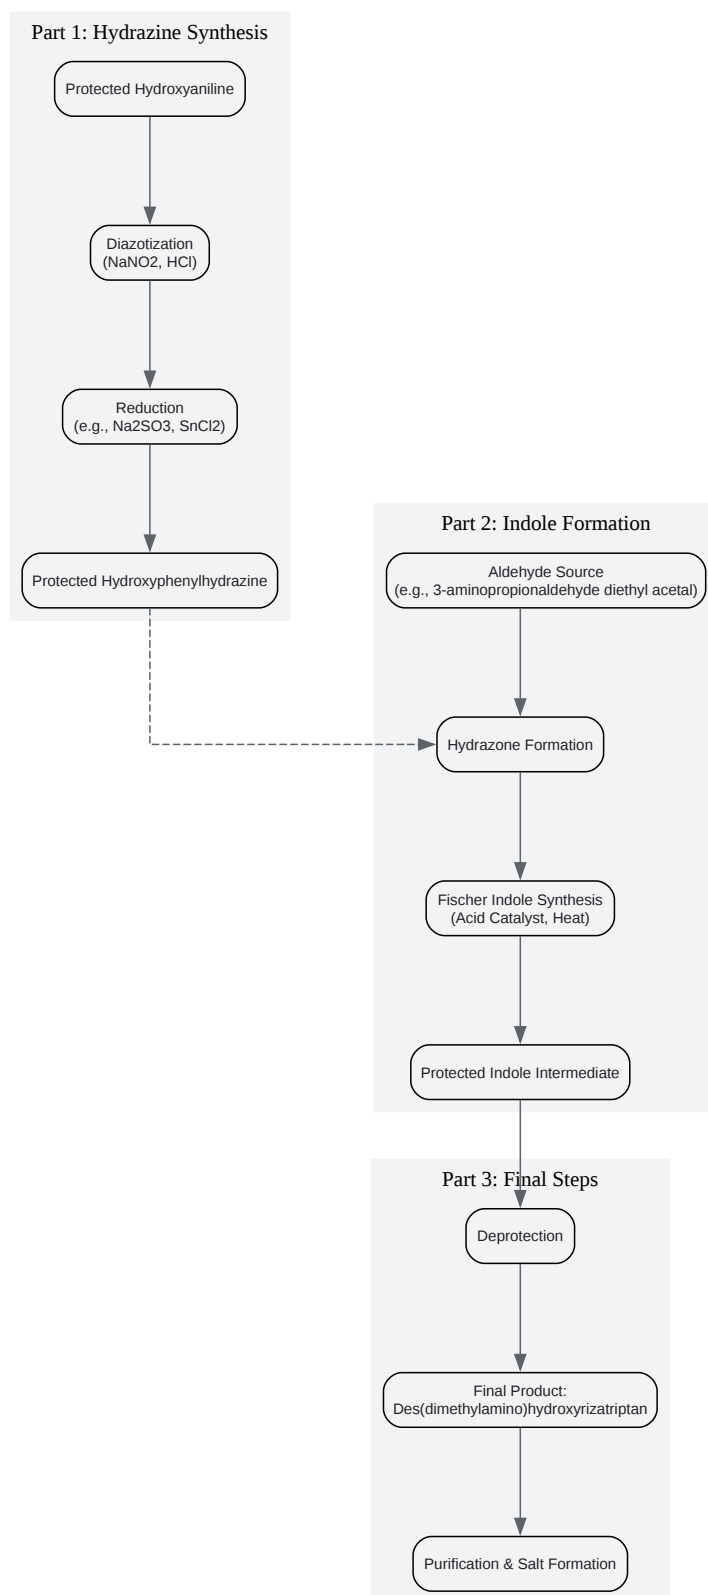 Part 1: Hydrazine Synthesis
Protected Hydroxyaniline
Diazotization
(NaNO2, HCl)
Reduction
(e.g., Na2SO3, SnCl2)
Protected Hydroxyphenylhydrazine
Part 2: Indole Formation
Aldehyde Source
(e.g., 3-aminopropionaldehyde diethyl acetal)
Hydrazone Formation
Fischer Indole Synthesis
(Acid Catalyst, Heat)
Protected Indole Intermediate
Part 3: Final Steps
Deprotection
Final Product:
Des(dimethylamino)hydroxyrizatriptan
Purification & Salt Formation